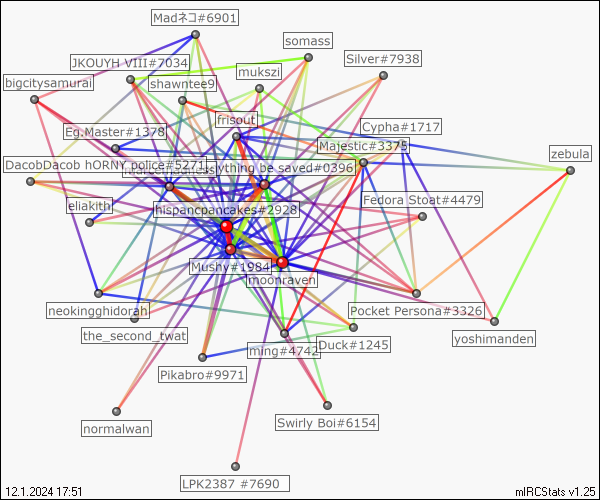 Madネコ#6901
somass
JKOUYH_VIII#7034
Silver#7938
mukszi
bigcitysamurai
shawntee9
frisout
Cypha#1717
Eg.Master#1378
Majestic#3375
zebula
DacobDacob hORNY police#5271
ything be saved#0396
Fedora Stoat#4479
eliakith
hispancpancakes#2928
Mushy#1984
moonraven
neokingghidorah
Pocket Persona#3326
the_second_twat
yoshimanden
ming#4742
Duck#1245
Pikabro#9971
normalwan
Swirly Boi#6154
LPK2387 #7690
12.1.2024 17:51
mIRCStats v1.25